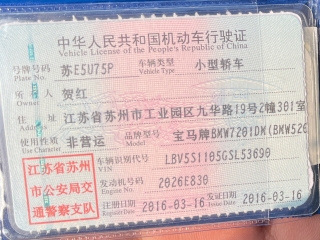 中华人民共和国机动车行驶证
Vehicle License of the People's Republic of China
号牌号码 苏E5U75P 车辆类型 小型轿车
Plate No. Vehicle Type
所有人 贺红
Owner
住址 江苏省苏州市工业园区九华路19号2幢301室
Address
使用性质 非营运 品牌型号 宝马牌BMW7201DK(BMW520
Use Character Model
江苏省苏州
市公安局交
通警察支队
车辆识别代号 LBV5S1105GSL53690
VIN
发动机号码 2026E830
Engine No.
注册日期 2016-03-16 发证日期 2016-03-16
Register Date Issue Date